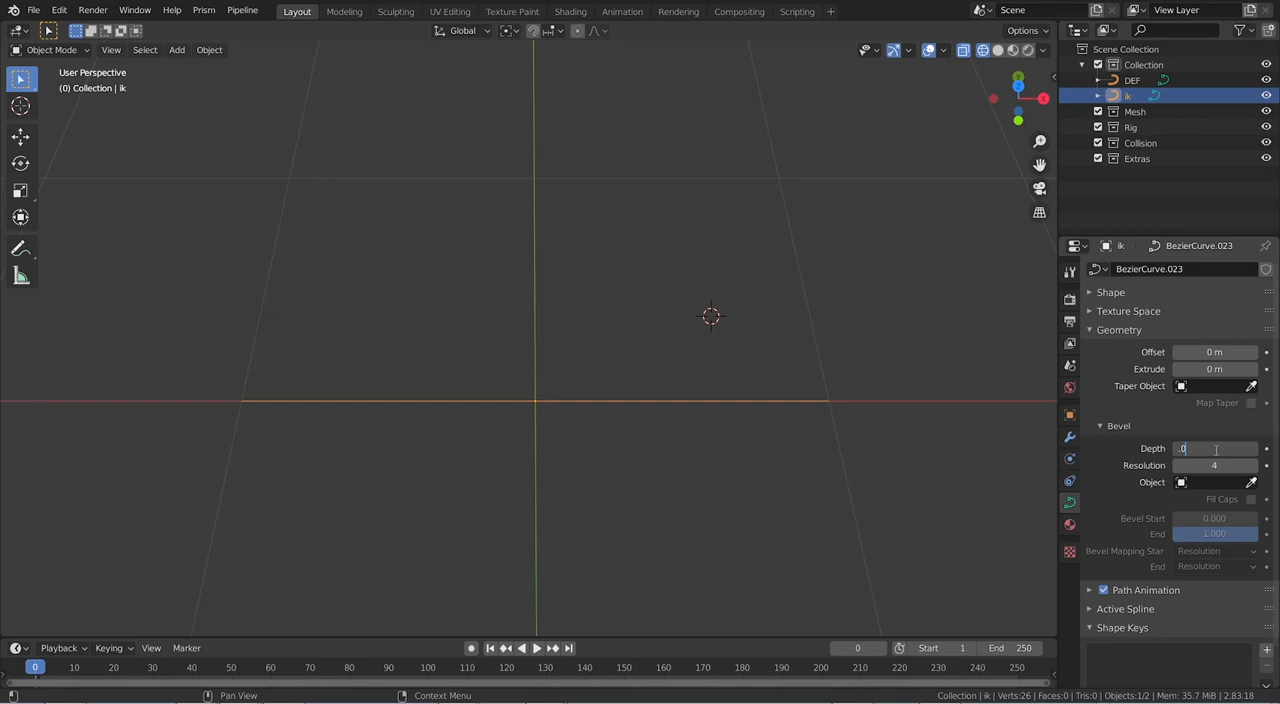 File Edit Render Window Help Prism Pipeline Layout Modeling Sculpting UV Editing Texture Paint Shading Animation Rendering Compositing Scripting + Scene View Layer
Global Options
Object Mode View Select Add Object
User Perspective
(0) Collection | ik
Y
Z
X
Scene Collection
Collection
DEF
ik
Mesh
Rig
Collision
Extras
ik BezierCurve.023
BezierCurve.023
Shape
Texture Space
Geometry
Offset 0 m
Extrude 0 m
Taper Object
Map Taper
Bevel
Depth .0
Resolution 4
Object
Fill Caps
Bevel Start 0.000
End 1.000
Bevel Mapping Star Resolution
End Resolution
Path Animation
Active Spline
Shape Keys
Playback Keying View Marker 0 Start 1 End 250
0 10 20 30 40 50 60 70 80 90 100 110 120 130 140 150 160 170 180 190 200 210 220 230 240 250
Pan View Context Menu Collection | ik | Verts:26 | Faces:0 | Tris:0 | Objects:1/2 | Mem: 35.7 MiB | 2.83.18